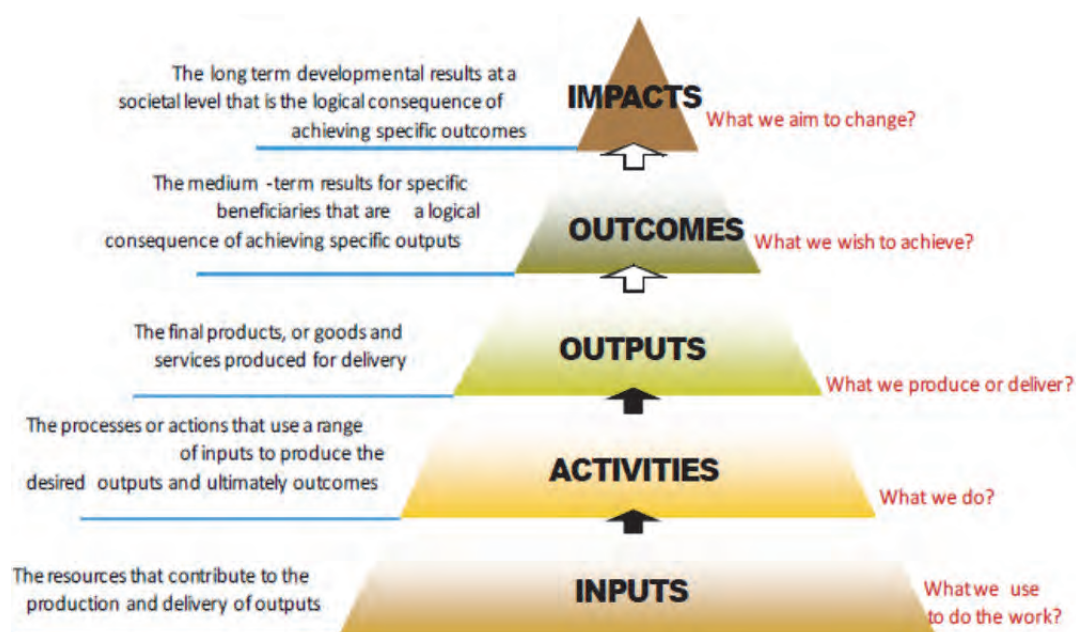 The long term developmental results at a
societal level that is the logical consequence of
achieving specific outcomes
IMPACTS
What we aim to change?
The medium -term results for specific
beneficiaries that are a logical
consequence of achieving specific outputs
OUTCOMES
What we wish to achieve?
The final products, or goods and
services produced for delivery
OUTPUTS
What we produce or deliver?
The processes or actions that use a range
of inputs to produce the
desired outputs and ultimately outcomes
ACTIVITIES
What we do?
The resources that contribute to the
production and delivery of outputs
INPUTS
What we use
to do the work?